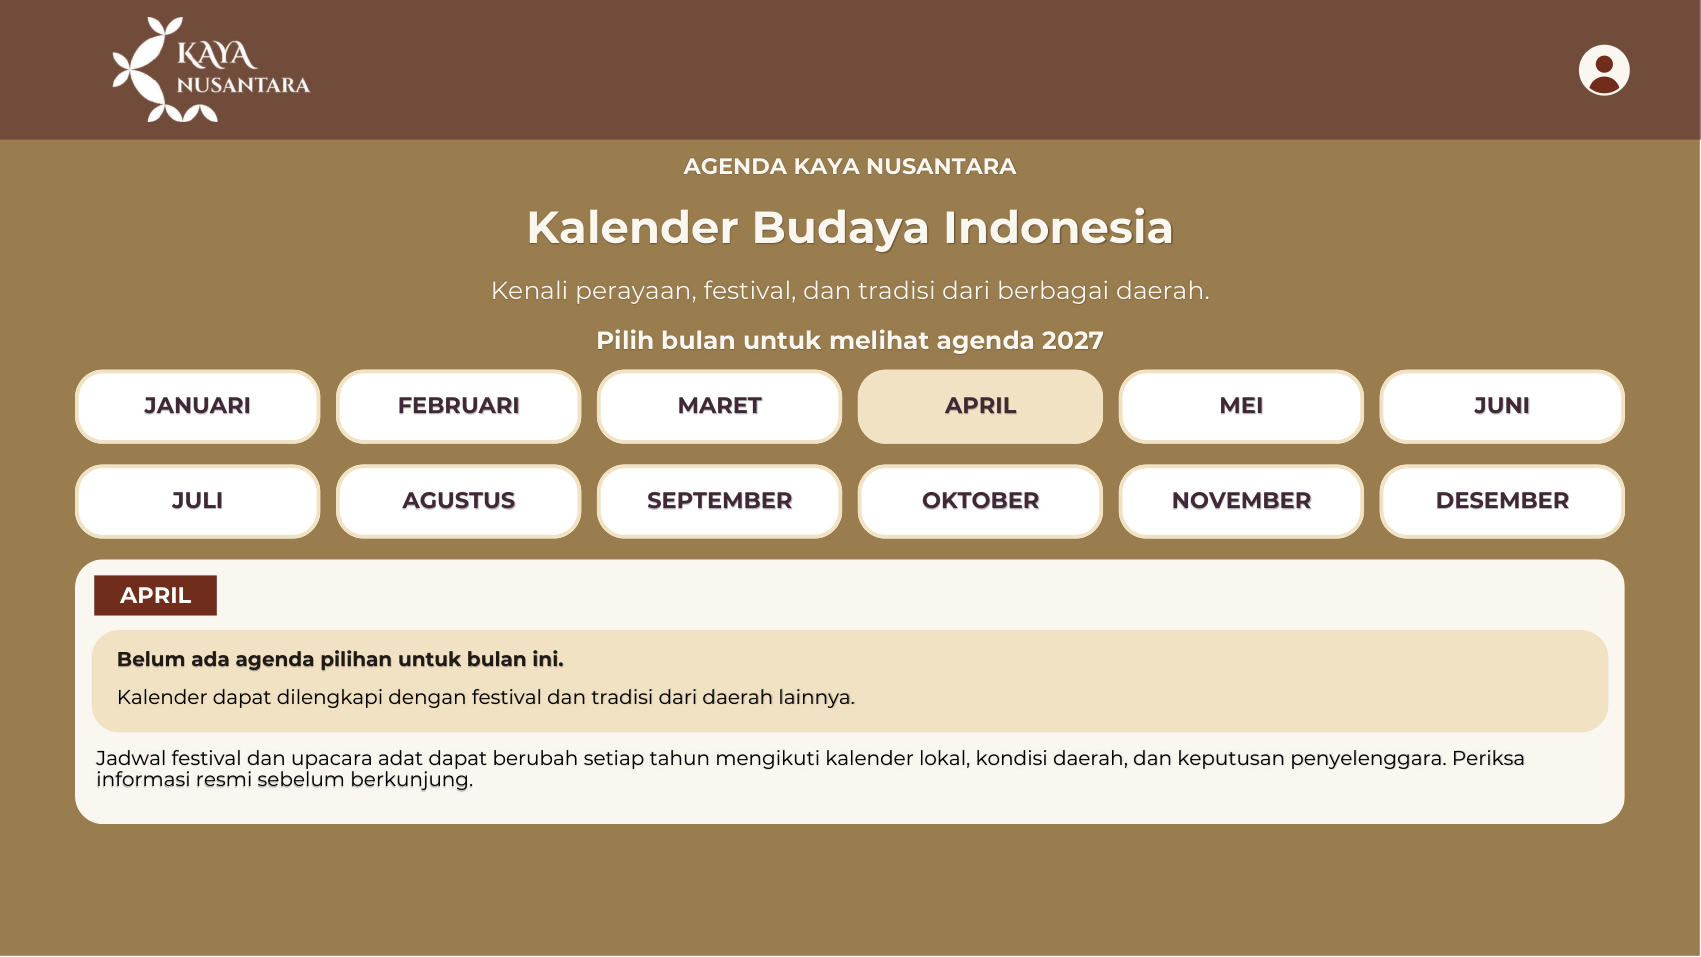 KAYA
NUSANTARA
AGENDA KAYA NUSANTARA
Kalender Budaya Indonesia
Kenali perayaan, festival, dan tradisi dari berbagai daerah.
Pilih bulan untuk melihat agenda 2027
JANUARI
FEBRUARI
MARET
APRIL
MEI
JUNI
JULI
AGUSTUS
SEPTEMBER
OKTOBER
NOVEMBER
DESEMBER
APRIL
Belum ada agenda pilihan untuk bulan ini.
Kalender dapat dilengkapi dengan festival dan tradisi dari daerah lainnya.
Jadwal festival dan upacara adat dapat berubah setiap tahun mengikuti kalender lokal, kondisi daerah, dan keputusan penyelenggara. Periksa
informasi resmi sebelum berkunjung.